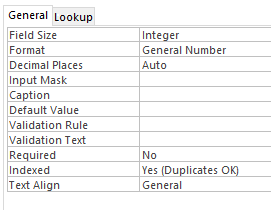 General Lookup
Field Size Integer
Format General Number
Decimal Places Auto
Input Mask
Caption
Default Value
Validation Rule
Validation Text
Required No
Indexed Yes (Duplicates OK)
Text Align General